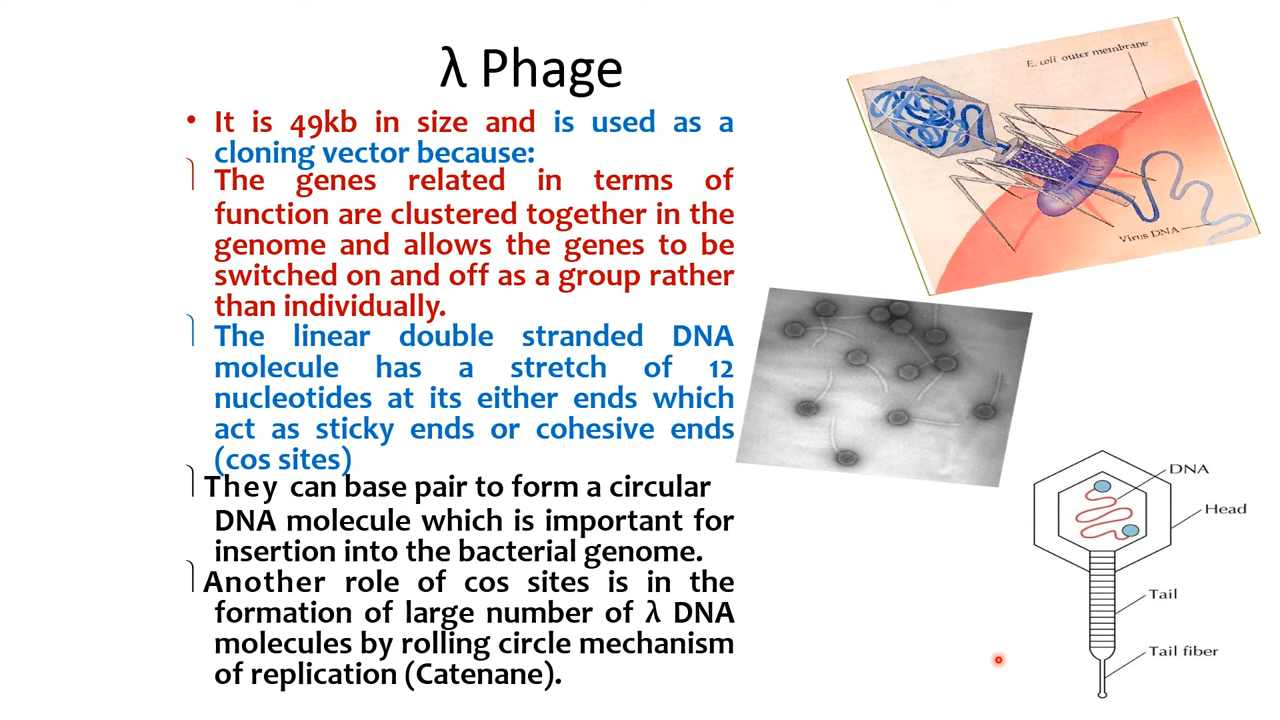 λ Phage
• It is 49kb in size and is used as a
cloning vector because:
The genes related in terms of
function are clustered together in the
genome and allows the genes to be
switched on and off as a group rather
than individually.
The linear double stranded DNA
molecule has a stretch of 12
nucleotides at its either ends which
act as sticky ends or cohesive ends
(cos sites)
They can base pair to form a circular
DNA molecule which is important for
insertion into the bacterial genome.
Another role of cos sites is in the
formation of large number of λ DNA
molecules by rolling circle mechanism
of replication (Catenane).
E. coli outer membrane
Virus DNA
DNA
Head
Tail
Tail fiber